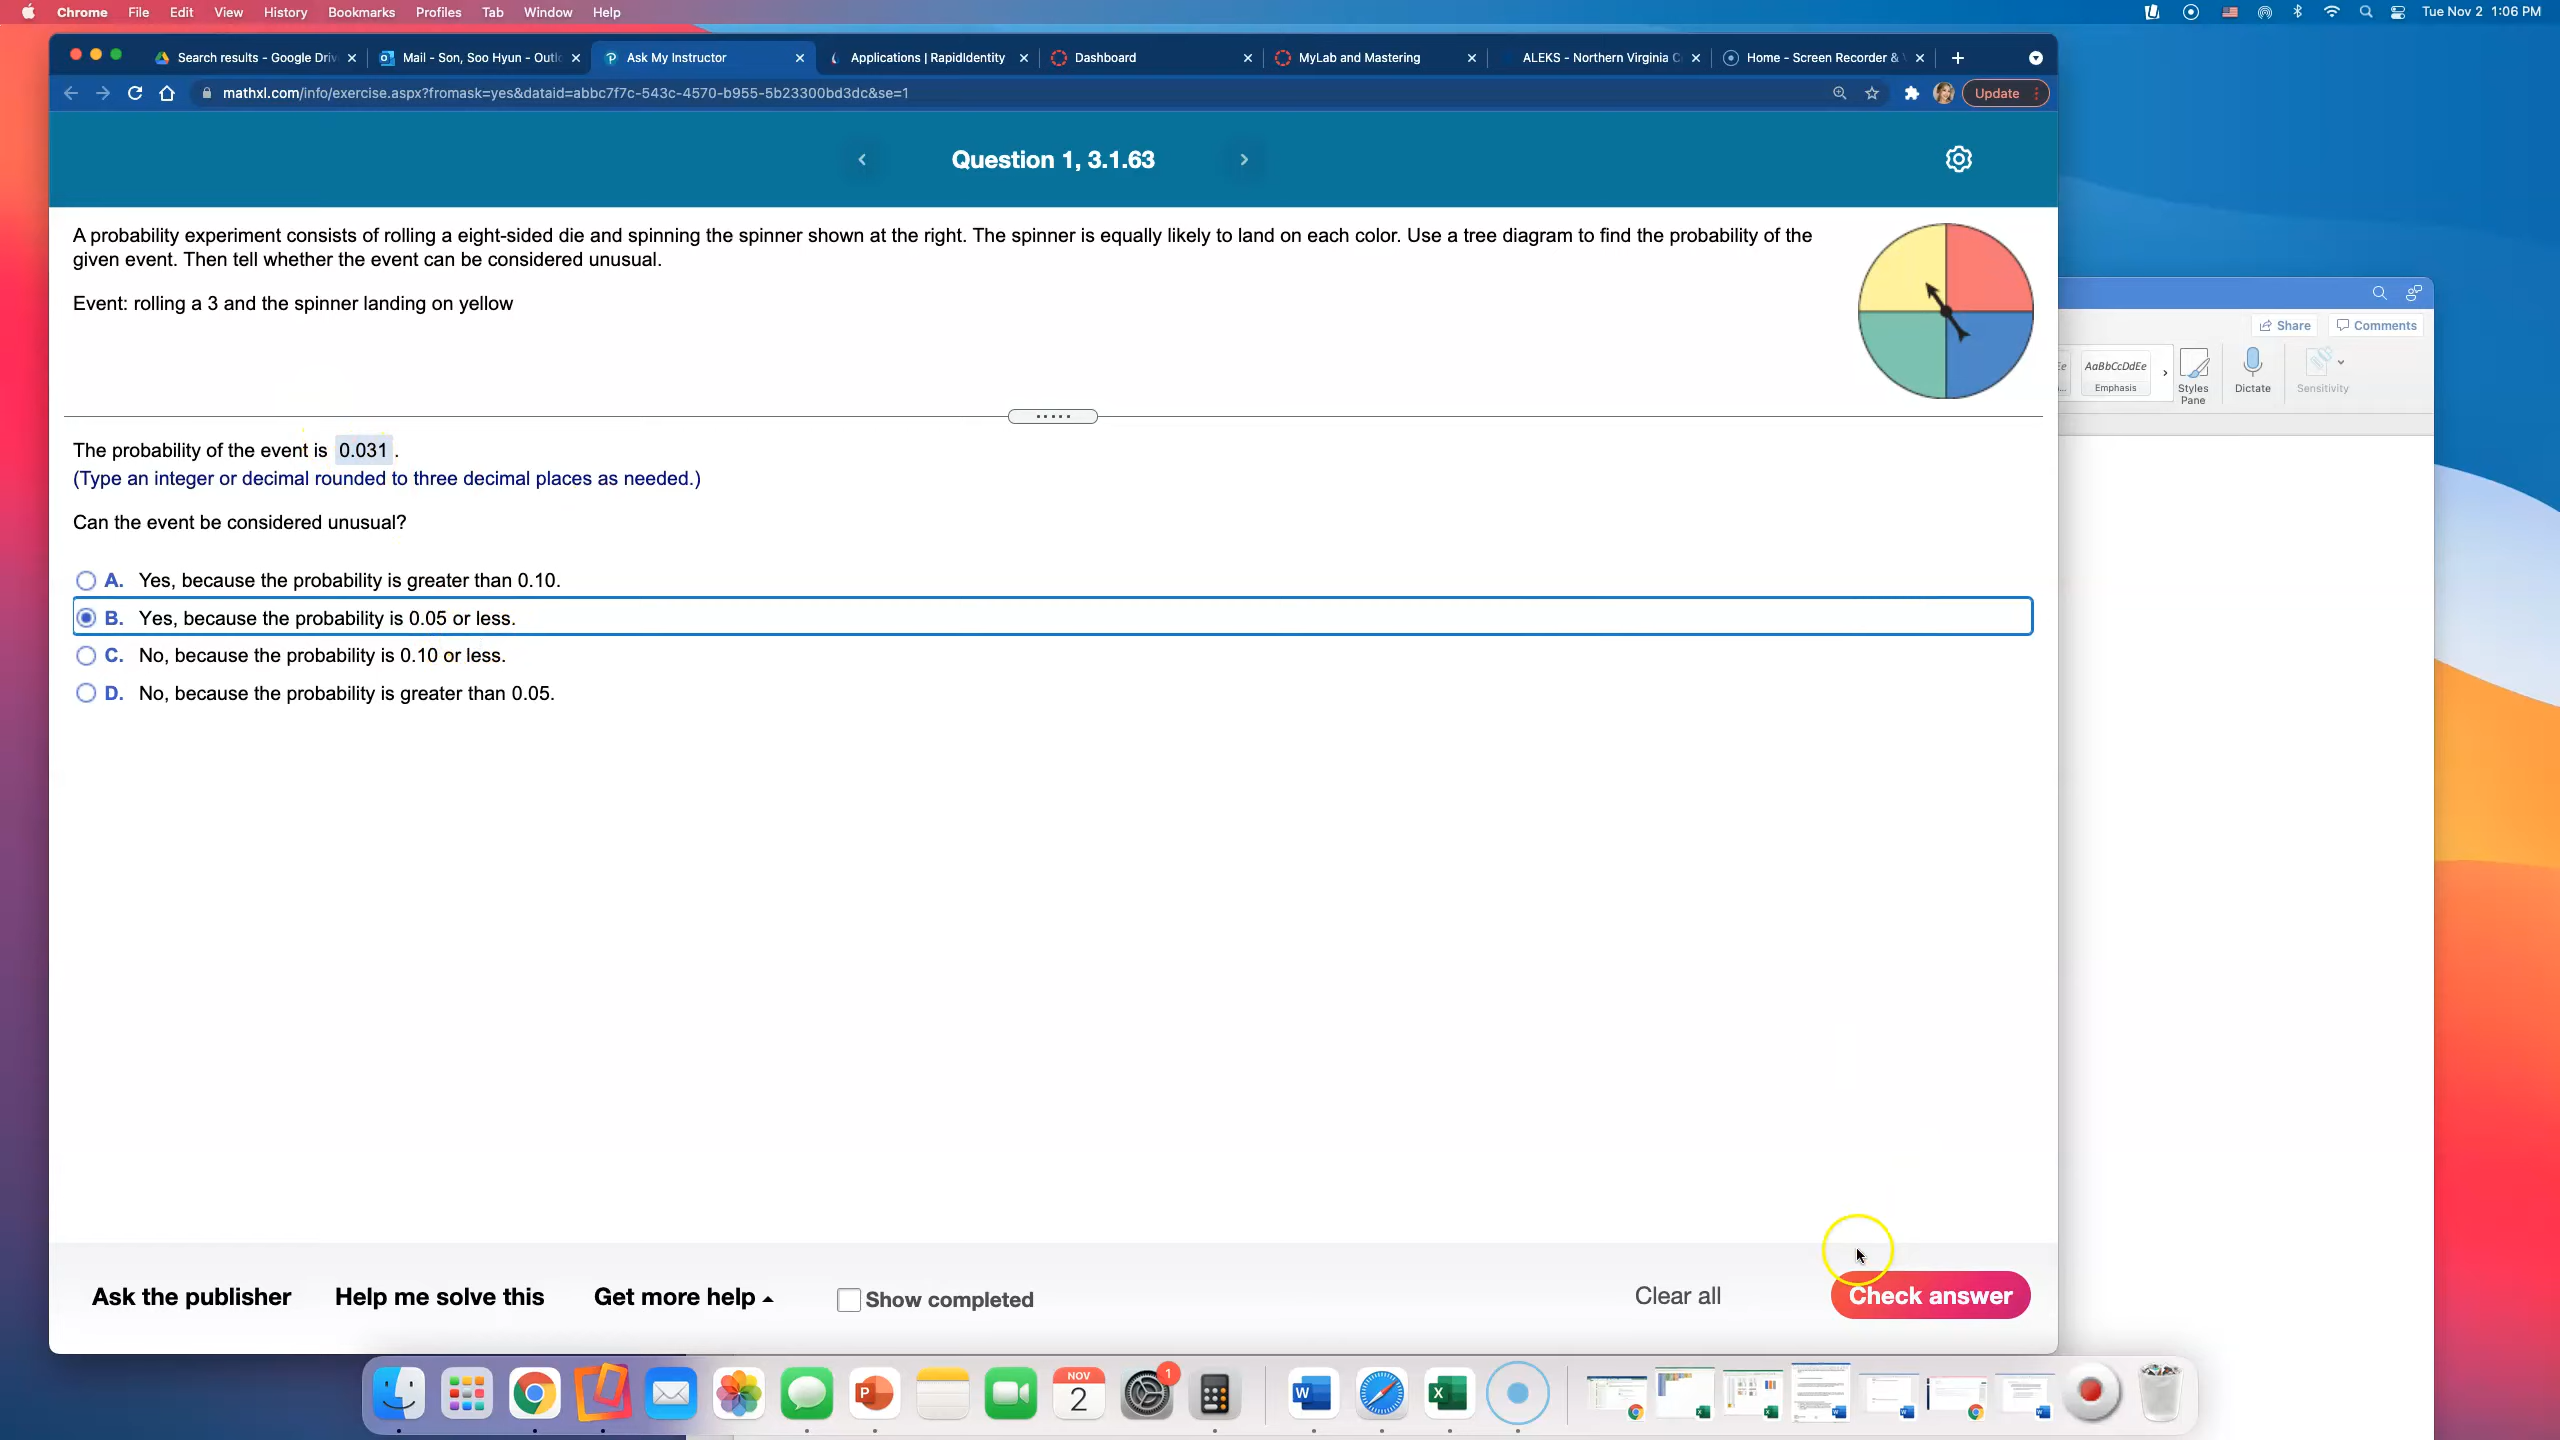 Chrome File Edit View History Bookmarks Profiles Tab Window Help Tue Nov 2 1:06 PM
Search results - Google Driv Mail - Son, Soo Hyun - Outlo Ask My Instructor Applications | RapidIdentity Dashboard MyLab and Mastering ALEKS - Northern Virginia C Home - Screen Recorder &
mathxl.com/info/exercise.aspx?fromask=yes&dataid=abbc7f7c-543c-4570-b955-5b23300bd3dc&se=1 Update
Question 1, 3.1.63
A probability experiment consists of rolling a eight-sided die and spinning the spinner shown at the right. The spinner is equally likely to land on each color. Use a tree diagram to find the probability of the
given event. Then tell whether the event can be considered unusual.
Event: rolling a 3 and the spinner landing on yellow
Share Comments
AaBbCcDdEe
Emphasis
Styles
Pane
Dictate
Sensitivity
The probability of the event is 0.031.
(Type an integer or decimal rounded to three decimal places as needed.)
Can the event be considered unusual?
A. Yes, because the probability is greater than 0.10.
B. Yes, because the probability is 0.05 or less.
C. No, because the probability is 0.10 or less.
D. No, because the probability is greater than 0.05.
Ask the publisher Help me solve this Get more help Show completed Clear all Check answer
NOV
2
1
P
W
X